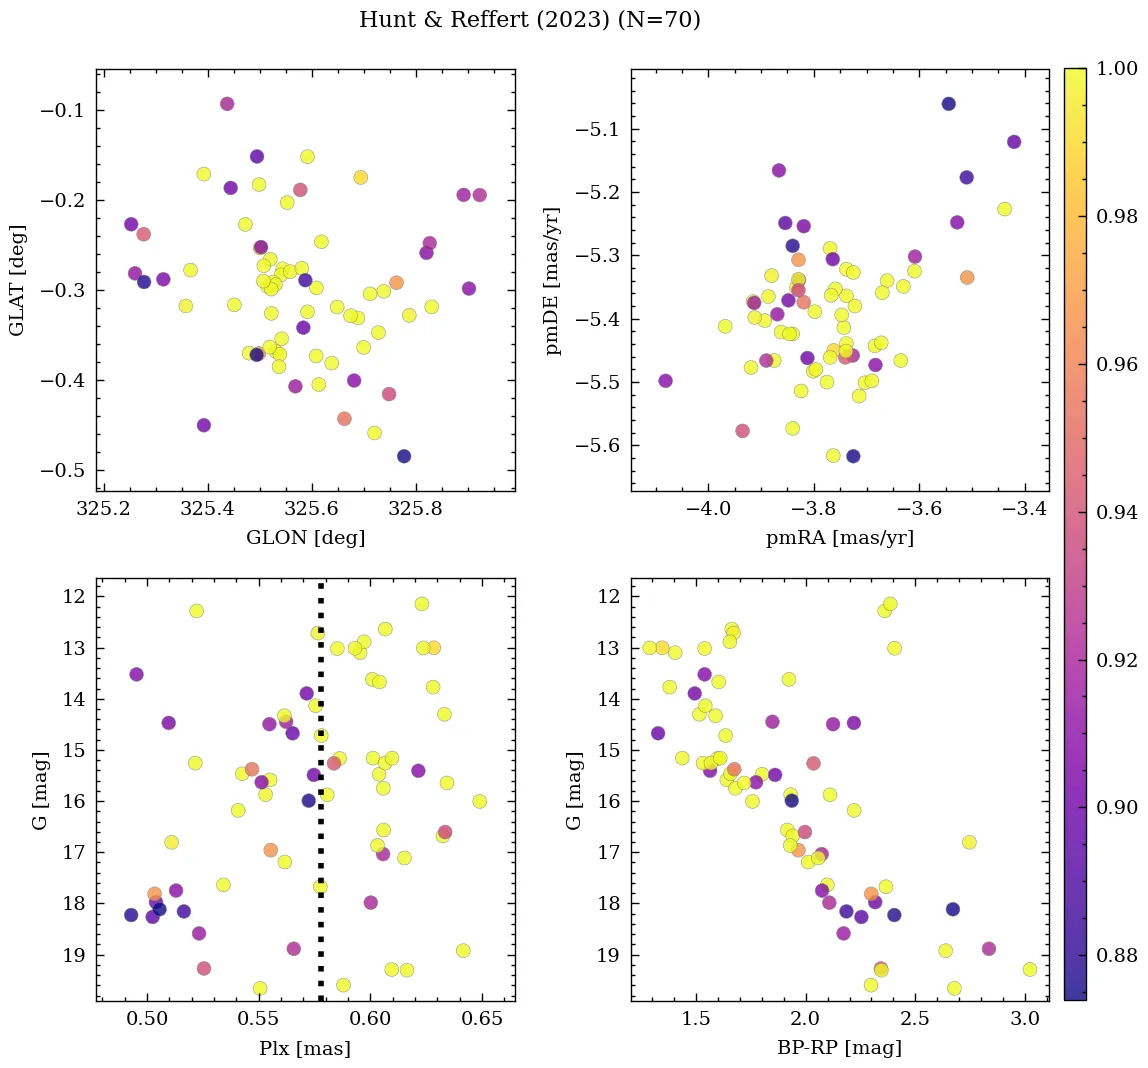 Hunt & Reffert (2023) (N=70)
−0.1
−0.2
−0.3
−0.4
−0.5
GLAT [deg]
325.2 325.4 325.6 325.8
GLON [deg]
−5.1
−5.2
−5.3
−5.4
−5.5
−5.6
pmDE [mas/yr]
−4.0 −3.8 −3.6 −3.4
pmRA [mas/yr]
1.00
0.98
0.96
0.94
0.92
0.90
0.88
12
13
14
15
16
17
18
19
G [mag]
0.50 0.55 0.60 0.65
Plx [mas]
12
13
14
15
16
17
18
19
G [mag]
1.5 2.0 2.5 3.0
BP-RP [mag]